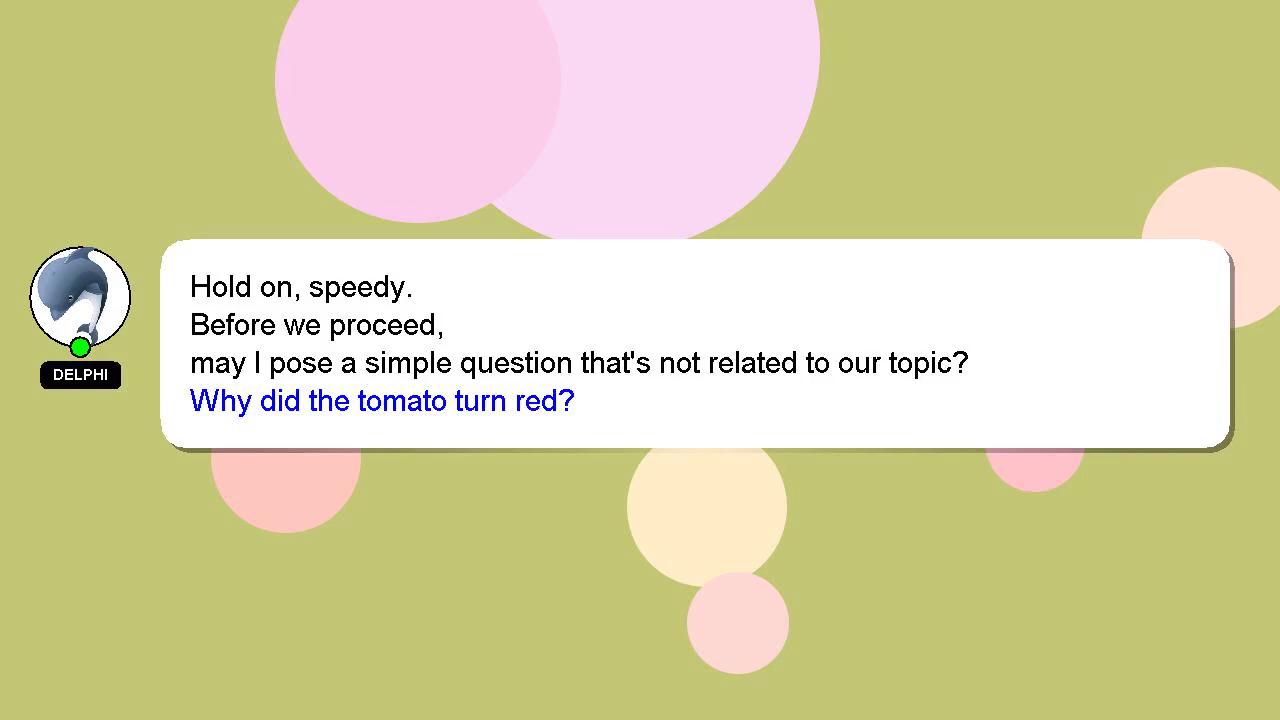 Hold on, speedy.
Before we proceed,
may I pose a simple question that's not related to our topic?
Why did the tomato turn red?
DELPHI